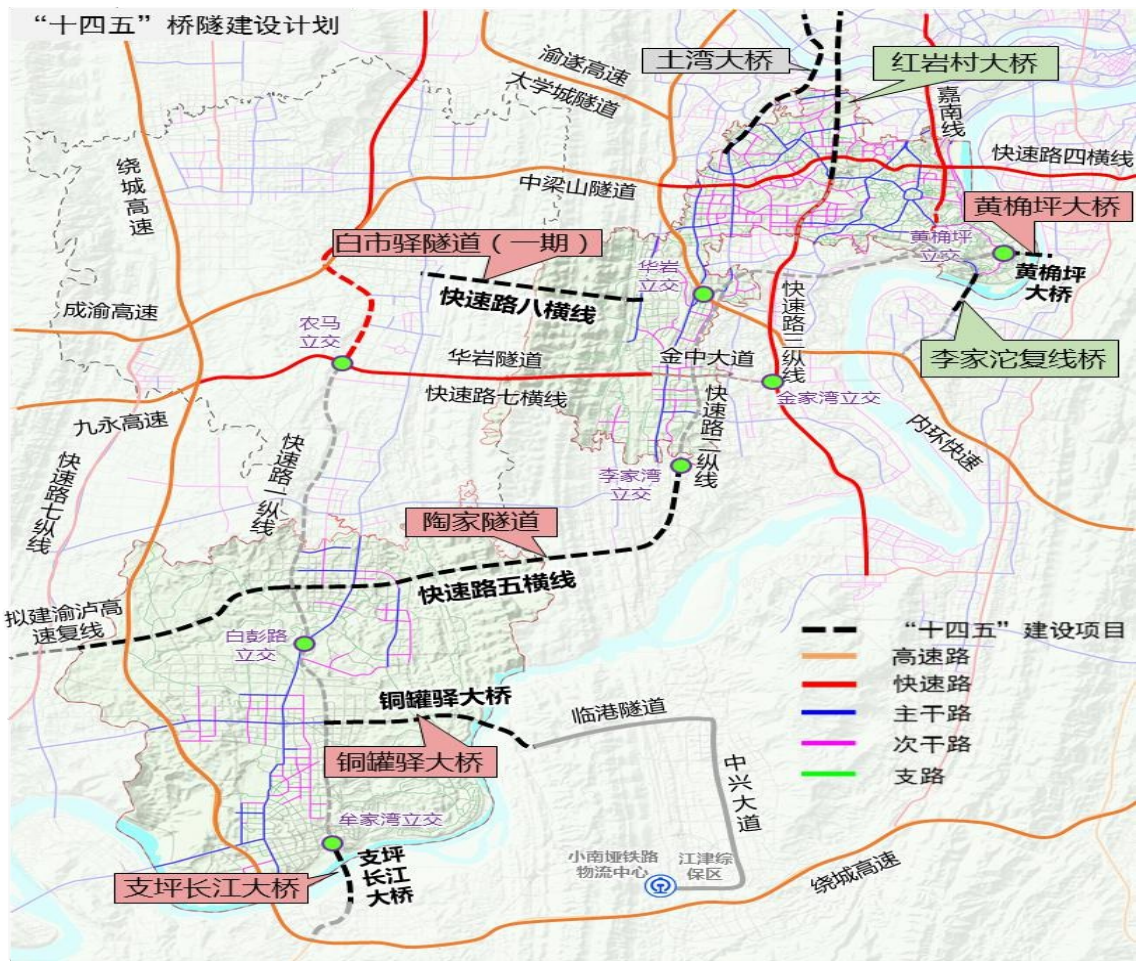 “十四五”桥隧建设计划
土湾大桥
红岩村大桥
渝遂高速
大学城隧道
嘉南线
快速路四横线
绕城高速
中梁山隧道
黄桷坪大桥
白市驿隧道（一期）
黄桷坪
立交
华岩
立交
黄桷坪
大桥
快速路八横线
快速路三纵线
成渝高速
农马
立交
华岩隧道
金中大道
李家沱复线桥
快速路七横线
金家湾立交
九永高速
快速路二纵线
内环快速
快速路七纵线
快速路一纵线
李家湾
立交
陶家隧道
快速路五横线
拟建渝泸高
速复线
白彭路
立交
“十四五”建设项目
高速路
快速路
主干路
次干路
支路
铜罐驿大桥
临港隧道
铜罐驿大桥
中兴大道
牟家湾立交
支坪
长江
大桥
支坪长江大桥
小南垭铁路
物流中心
江津综
保区
绕城高速